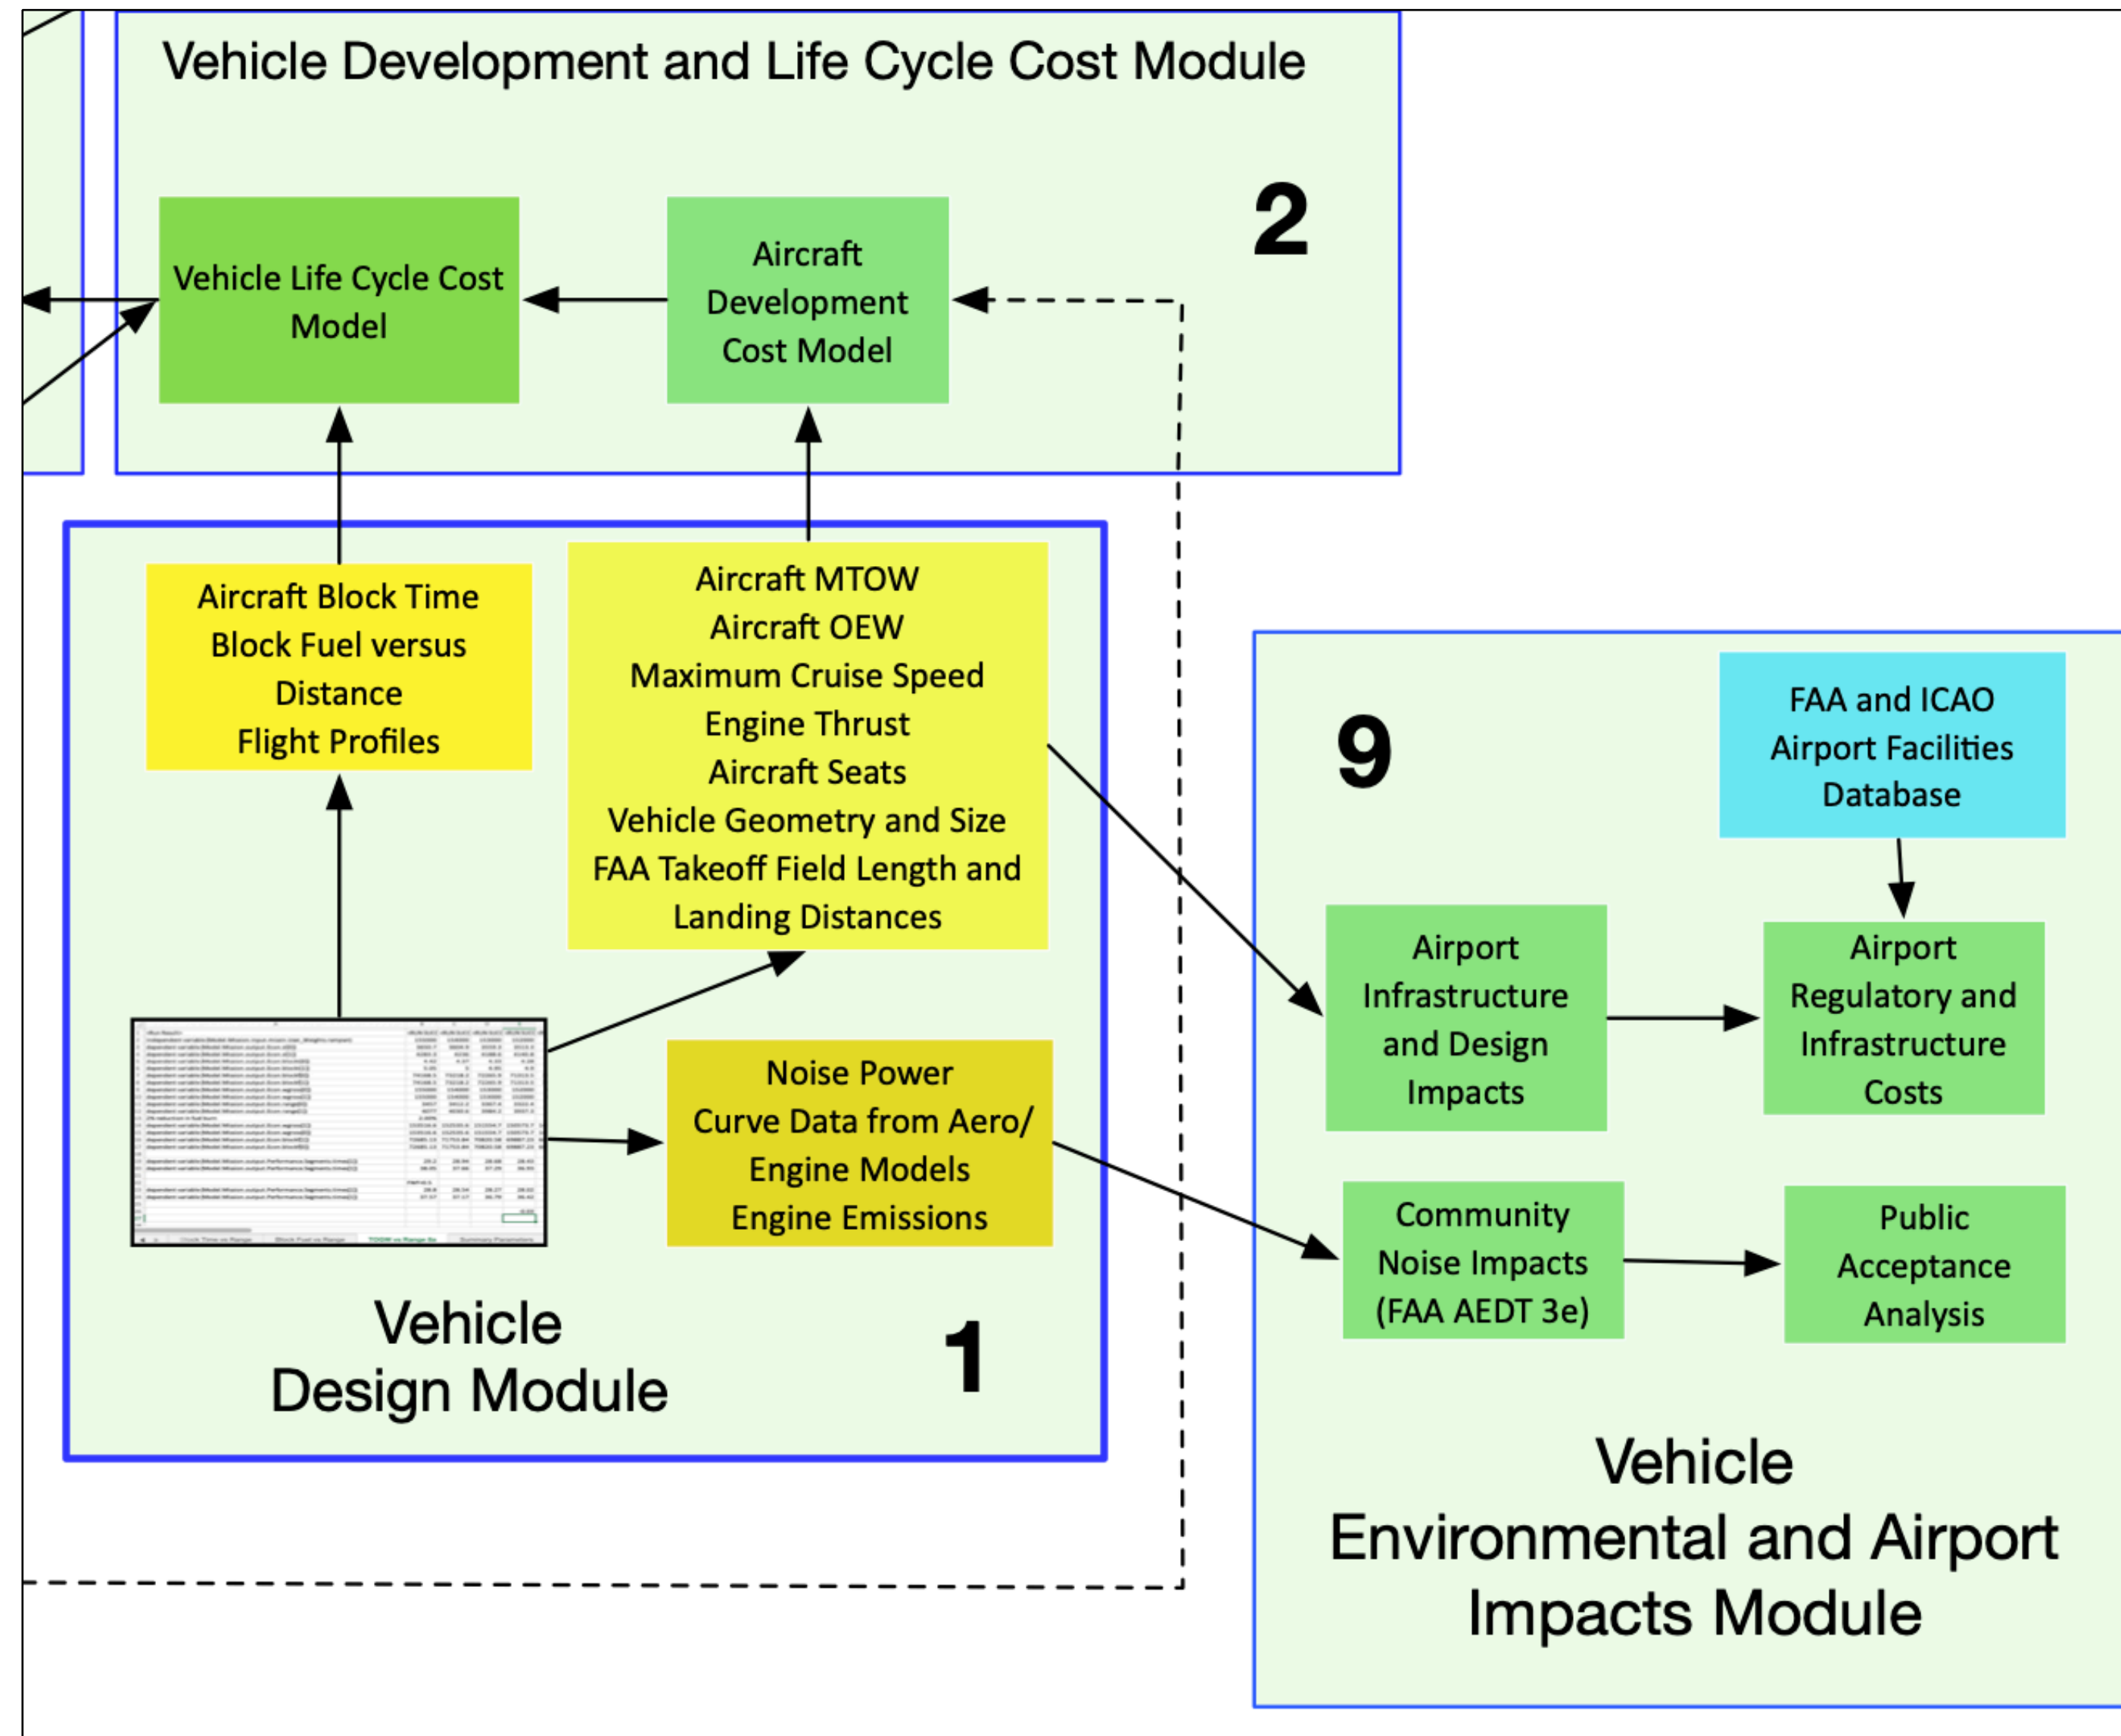 Vehicle Development and Life Cycle Cost Module
2
Vehicle Life Cycle Cost
Model
Aircraft
Development
Cost Model
Aircraft Block Time
Block Fuel versus
Distance
Flight Profiles
Aircraft MTOW
Aircraft OEW
Maximum Cruise Speed
Engine Thrust
Aircraft Seats
Vehicle Geometry and Size
FAA Takeoff Field Length and
Landing Distances
Noise Power
Curve Data from Aero/
Engine Models
Engine Emissions
Vehicle
Design Module
1
9
FAA and ICAO
Airport Facilities
Database
Airport
Infrastructure
and Design
Impacts
Airport
Regulatory and
Infrastructure
Costs
Community
Noise Impacts
(FAA AEDT 3e)
Public
Acceptance
Analysis
Vehicle
Environmental and Airport
Impacts Module